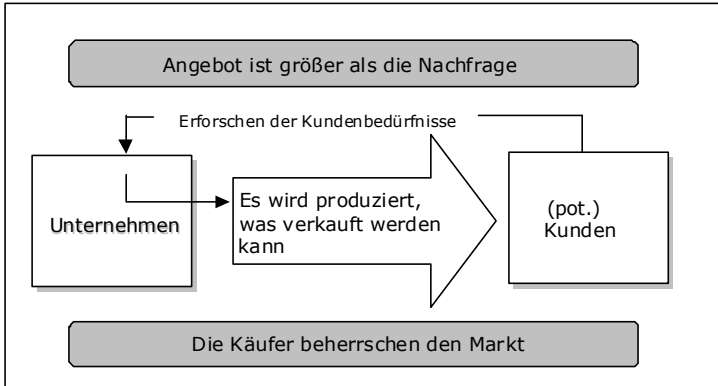 Angebot ist größer als die Nachfrage
Erforschen der Kundenbedürfnisse
Unternehmen
Es wird produziert,
was verkauft werden
kann
(pot.)
Kunden
Die Käufer beherrschen den Markt